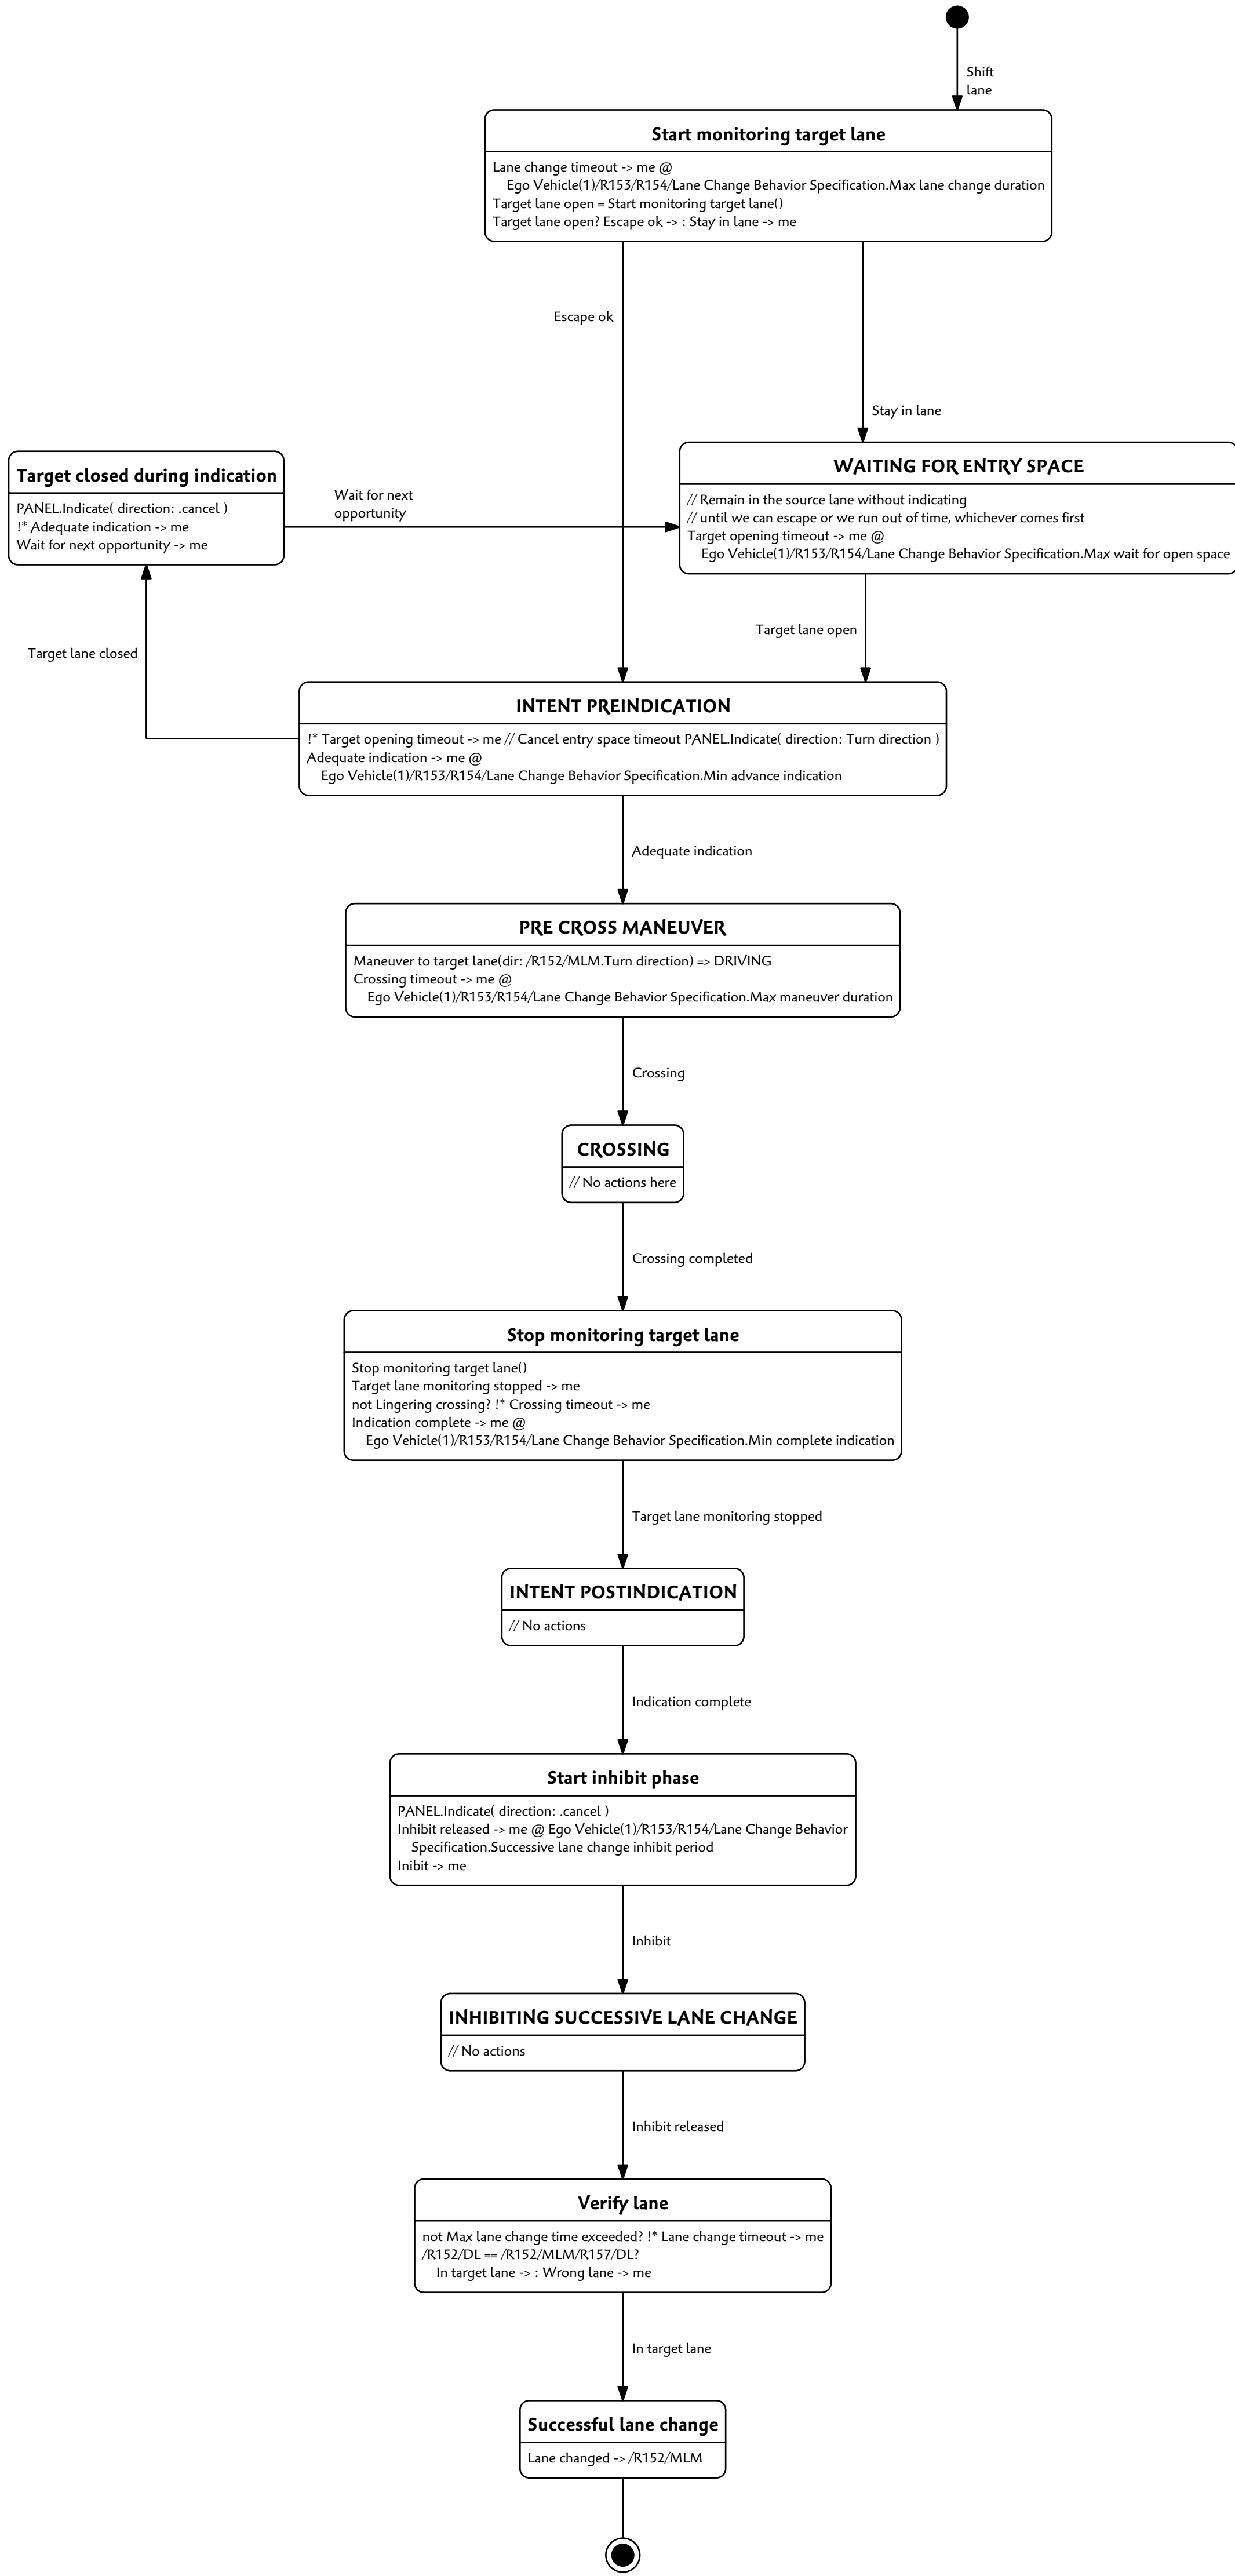 Shift
lane
Start monitoring target lane
Lane change timeout -> me @
Ego Vehicle(1)/R153/R154/Lane Change Behavior Specification.Max lane change duration
Target lane open = Start monitoring target lane()
Target lane open? Escape ok -> : Stay in lane -> me
Escape ok
Stay in lane
Target closed during indication
PANEL.Indicate( direction: .cancel )
!* Adequate indication -> me
Wait for next opportunity -> me
Wait for next
opportunity
WAITING FOR ENTRY SPACE
// Remain in the source lane without indicating
// until we can escape or we run out of time, whichever comes first
Target opening timeout -> me @
Ego Vehicle(1)/R153/R154/Lane Change Behavior Specification.Max wait for open space
Target lane open
Target lane closed
INTENT PREINDICATION
!* Target opening timeout -> me // Cancel entry space timeout PANEL.Indicate( direction: Turn direction )
Adequate indication -> me @
Ego Vehicle(1)/R153/R154/Lane Change Behavior Specification.Min advance indication
Adequate indication
PRE CROSS MANEUVER
Maneuver to target lane(dir: /R152/MLM.Turn direction) => DRIVING
Crossing timeout -> me @
Ego Vehicle(1)/R153/R154/Lane Change Behavior Specification.Max maneuver duration
Crossing
CROSSING
// No actions here
Crossing completed
Stop monitoring target lane
Stop monitoring target lane()
Target lane monitoring stopped -> me
not Lingering crossing? !* Crossing timeout -> me
Indication complete -> me @
Ego Vehicle(1)/R153/R154/Lane Change Behavior Specification.Min complete indication
Target lane monitoring stopped
INTENT POSTINDICATION
// No actions
Indication complete
Start inhibit phase
PANEL.Indicate( direction: .cancel )
Inhibit released -> me @ Ego Vehicle(1)/R153/R154/Lane Change Behavior
Specification.Successive lane change inhibit period
Inibit -> me
Inhibit
INHIBITING SUCCESSIVE LANE CHANGE
// No actions
Inhibit released
Verify lane
not Max lane change time exceeded? !* Lane change timeout -> me
/R152/DL == /R152/MLM/R157/DL?
In target lane -> : Wrong lane -> me
In target lane
Successful lane change
Lane changed -> /R152/MLM